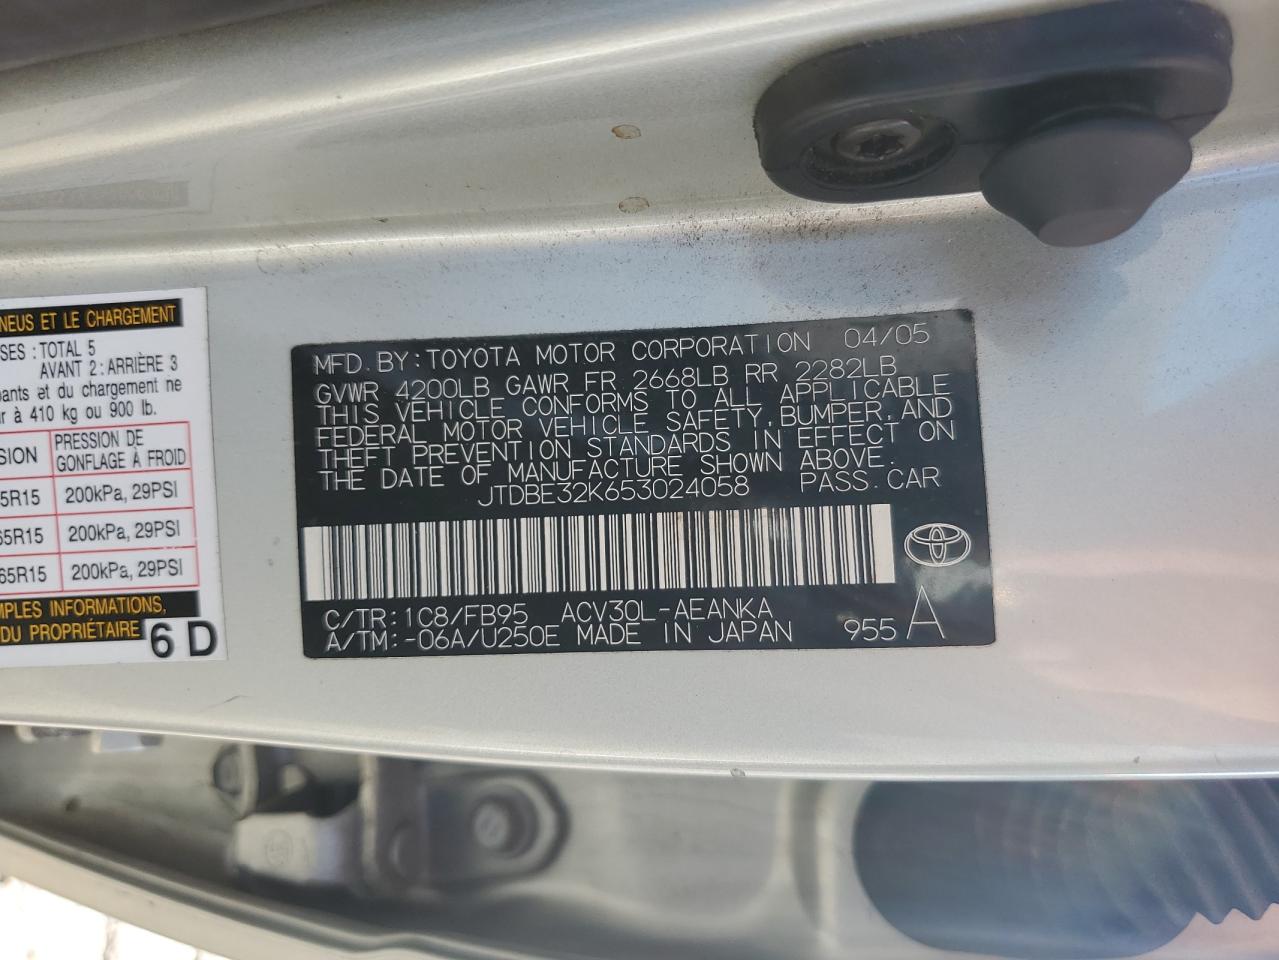 NEUS ET LE CHARGEMENT
SES : TOTAL 5
AVANT 2 : ARRIÈRE 3
pants et du chargement ne
r à 410 kg ou 900 lb.
SION PRESSION DE
GONFLAGE À FROID
5R15 200kPa, 29PSI
65R15 200kPa, 29PSI
65R15 200kPa, 29PSI
MPLES INFORMATIONS,
DU PROPRIÉTAIRE 6 D
MFD. BY: TOYOTA MOTOR CORPORATION 04/05
GVWR 4200LB GAWR FR 2668LB RR 2282LB
THIS VEHICLE CONFORMS TO ALL APPLICABLE
FEDERAL MOTOR VEHICLE SAFETY, BUMPER, AND
THEFT PREVENTION STANDARDS IN EFFECT ON
THE DATE OF MANUFACTURE SHOWN ABOVE.
JTDBE32K653024058 PASS. CAR
C/TR: 1C8/FB95 ACV30L-AEANKA
A/TM: -06A/U250E MADE IN JAPAN 955 A